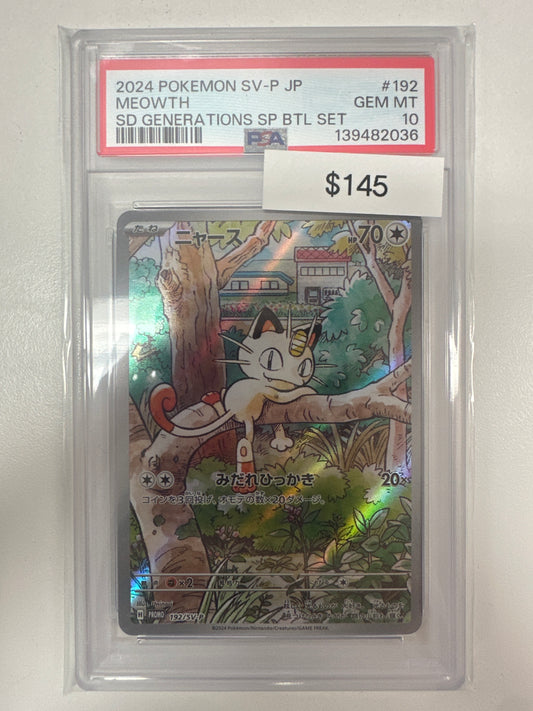 2024 POKEMON SV-P JP #192
MEOWTH GEM MT
SD GENERATIONS SP BTL SET 10
PSA 139482036
$145
たね ニャース HP 70
みだれひっかき 20×
コインを3回投げ、オモテの数×20ダメージ。
×2
PROMO 192/SV-P
©2024 Pokémon/Nintendo/Creatures/GAME FREAK.